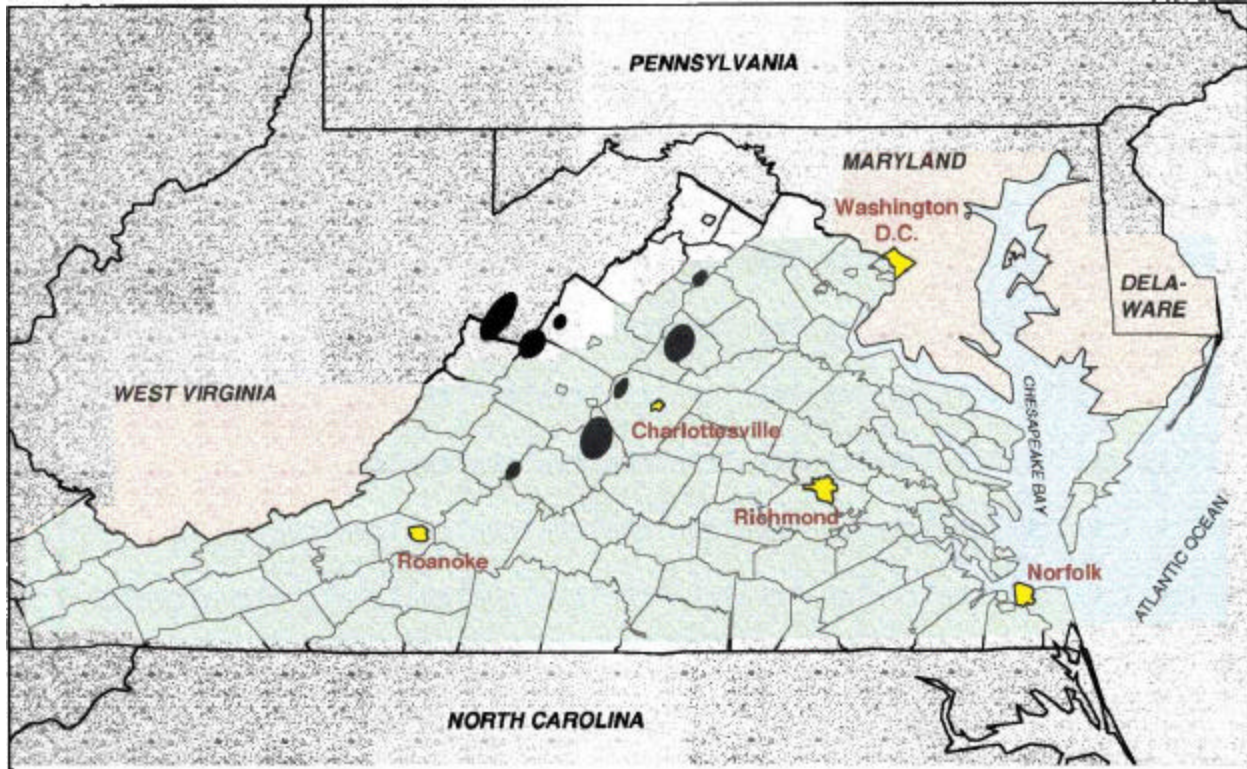 PENNSYLVANIA
MARYLAND
Washington
D.C.
DELA-
WARE
WEST VIRGINIA
CHESAPEAKE BAY
Charlottesville
Richmond
ATLANTIC OCEAN
Roanoke
Norfolk
NORTH CAROLINA